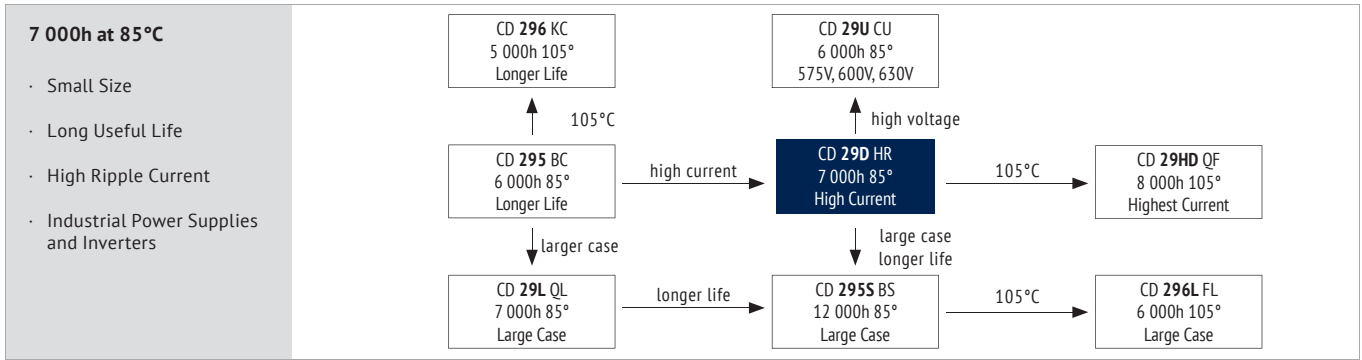 7 000h at 85°C
· Small Size
· Long Useful Life
· High Ripple Current
· Industrial Power Supplies
and Inverters
CD 296 KC
5 000h 105°
Longer Life
CD 29U CU
6 000h 85°
575V, 600V, 630V
105°C
high voltage
CD 295 BC
6 000h 85°
Longer Life
high current
CD 29D HR
7 000h 85°
High Current
105°C
CD 29HD QF
8 000h 105°
Highest Current
larger case
large case
longer life
CD 29L QL
7 000h 85°
Large Case
longer life
CD 295S BS
12 000h 85°
Large Case
105°C
CD 296L FL
6 000h 105°
Large Case